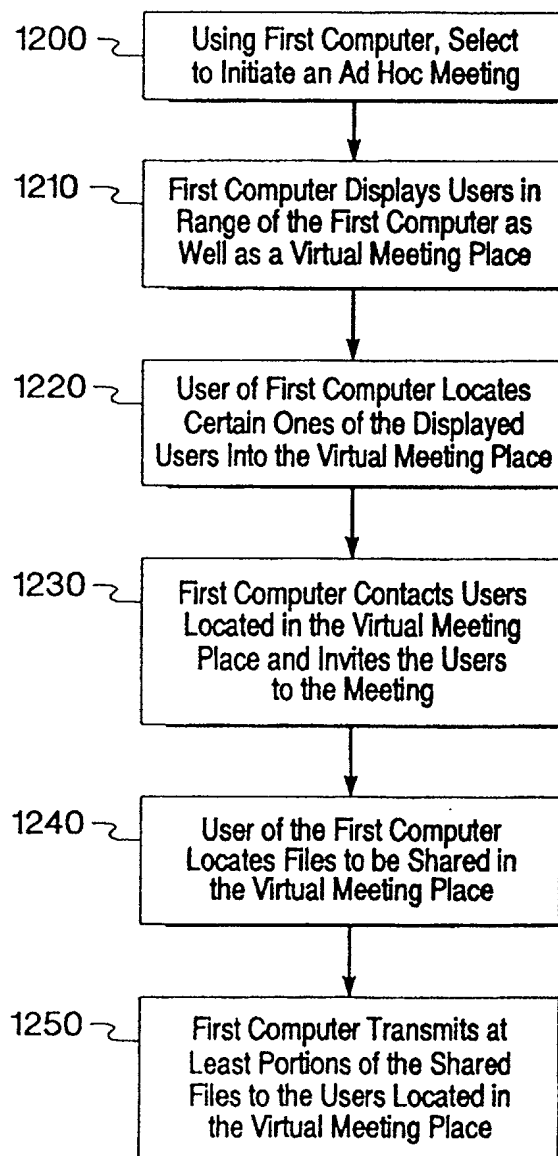 1200
Using First Computer, Select
to Initiate an Ad Hoc Meeting
1210
First Computer Displays Users in
Range of the First Computer as
Well as a Virtual Meeting Place
1220
User of First Computer Locates
Certain Ones of the Displayed
Users Into the Virtual Meeting Place
1230
First Computer Contacts Users
Located in the Virtual Meeting
Place and Invites the Users
to the Meeting
1240
User of the First Computer
Locates Files to be Shared in
the Virtual Meeting Place
1250
First Computer Transmits at
Least Portions of the Shared
Files to the Users Located in
the Virtual Meeting Place